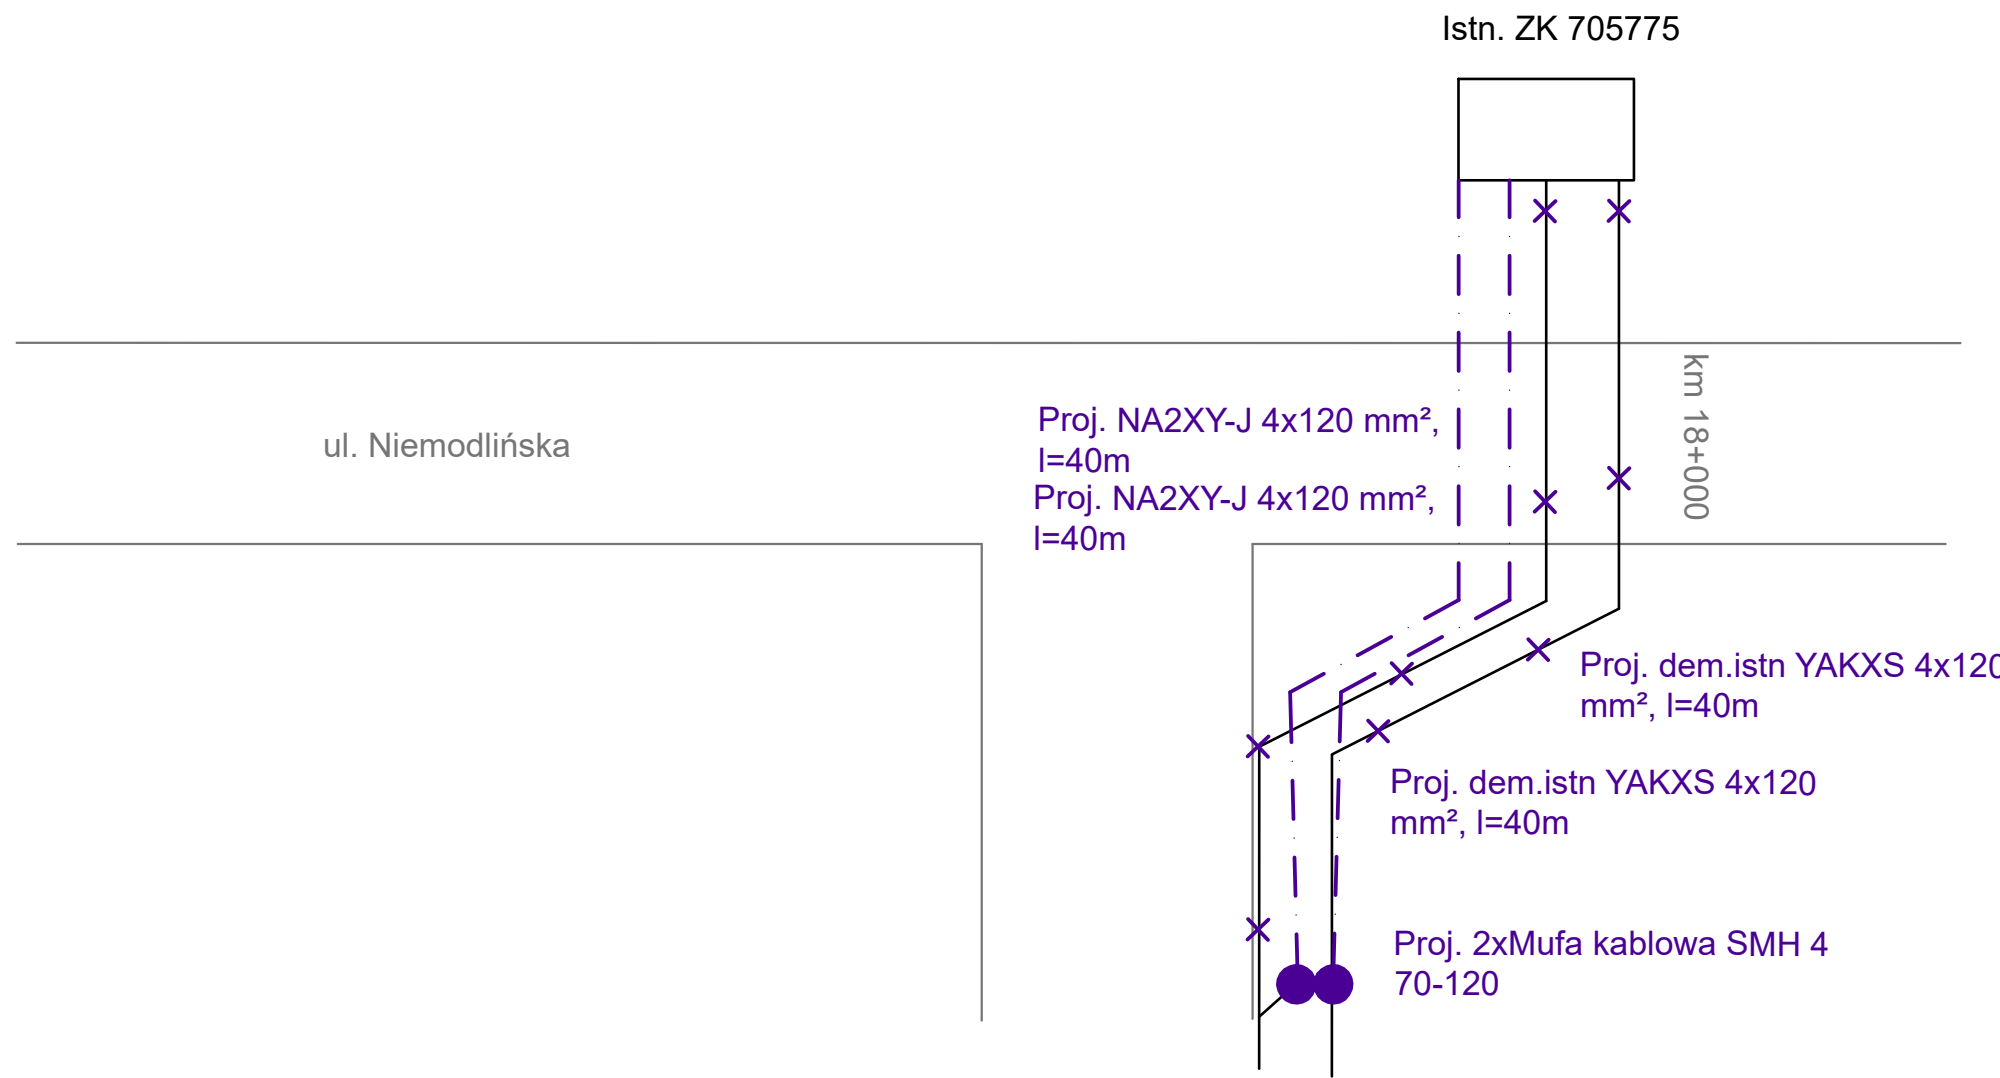 Istn. ZK 705775
km 18+000
Proj. NA2XY-J 4x120 mm²,
l=40m
ul. Niemodlińska
Proj. NA2XY-J 4x120 mm²,
l=40m
Proj. dem.istn YAKXS 4x120
mm², l=40m
Proj. dem.istn YAKXS 4x120
mm², l=40m
Proj. 2xMufa kablowa SMH 4
70-120